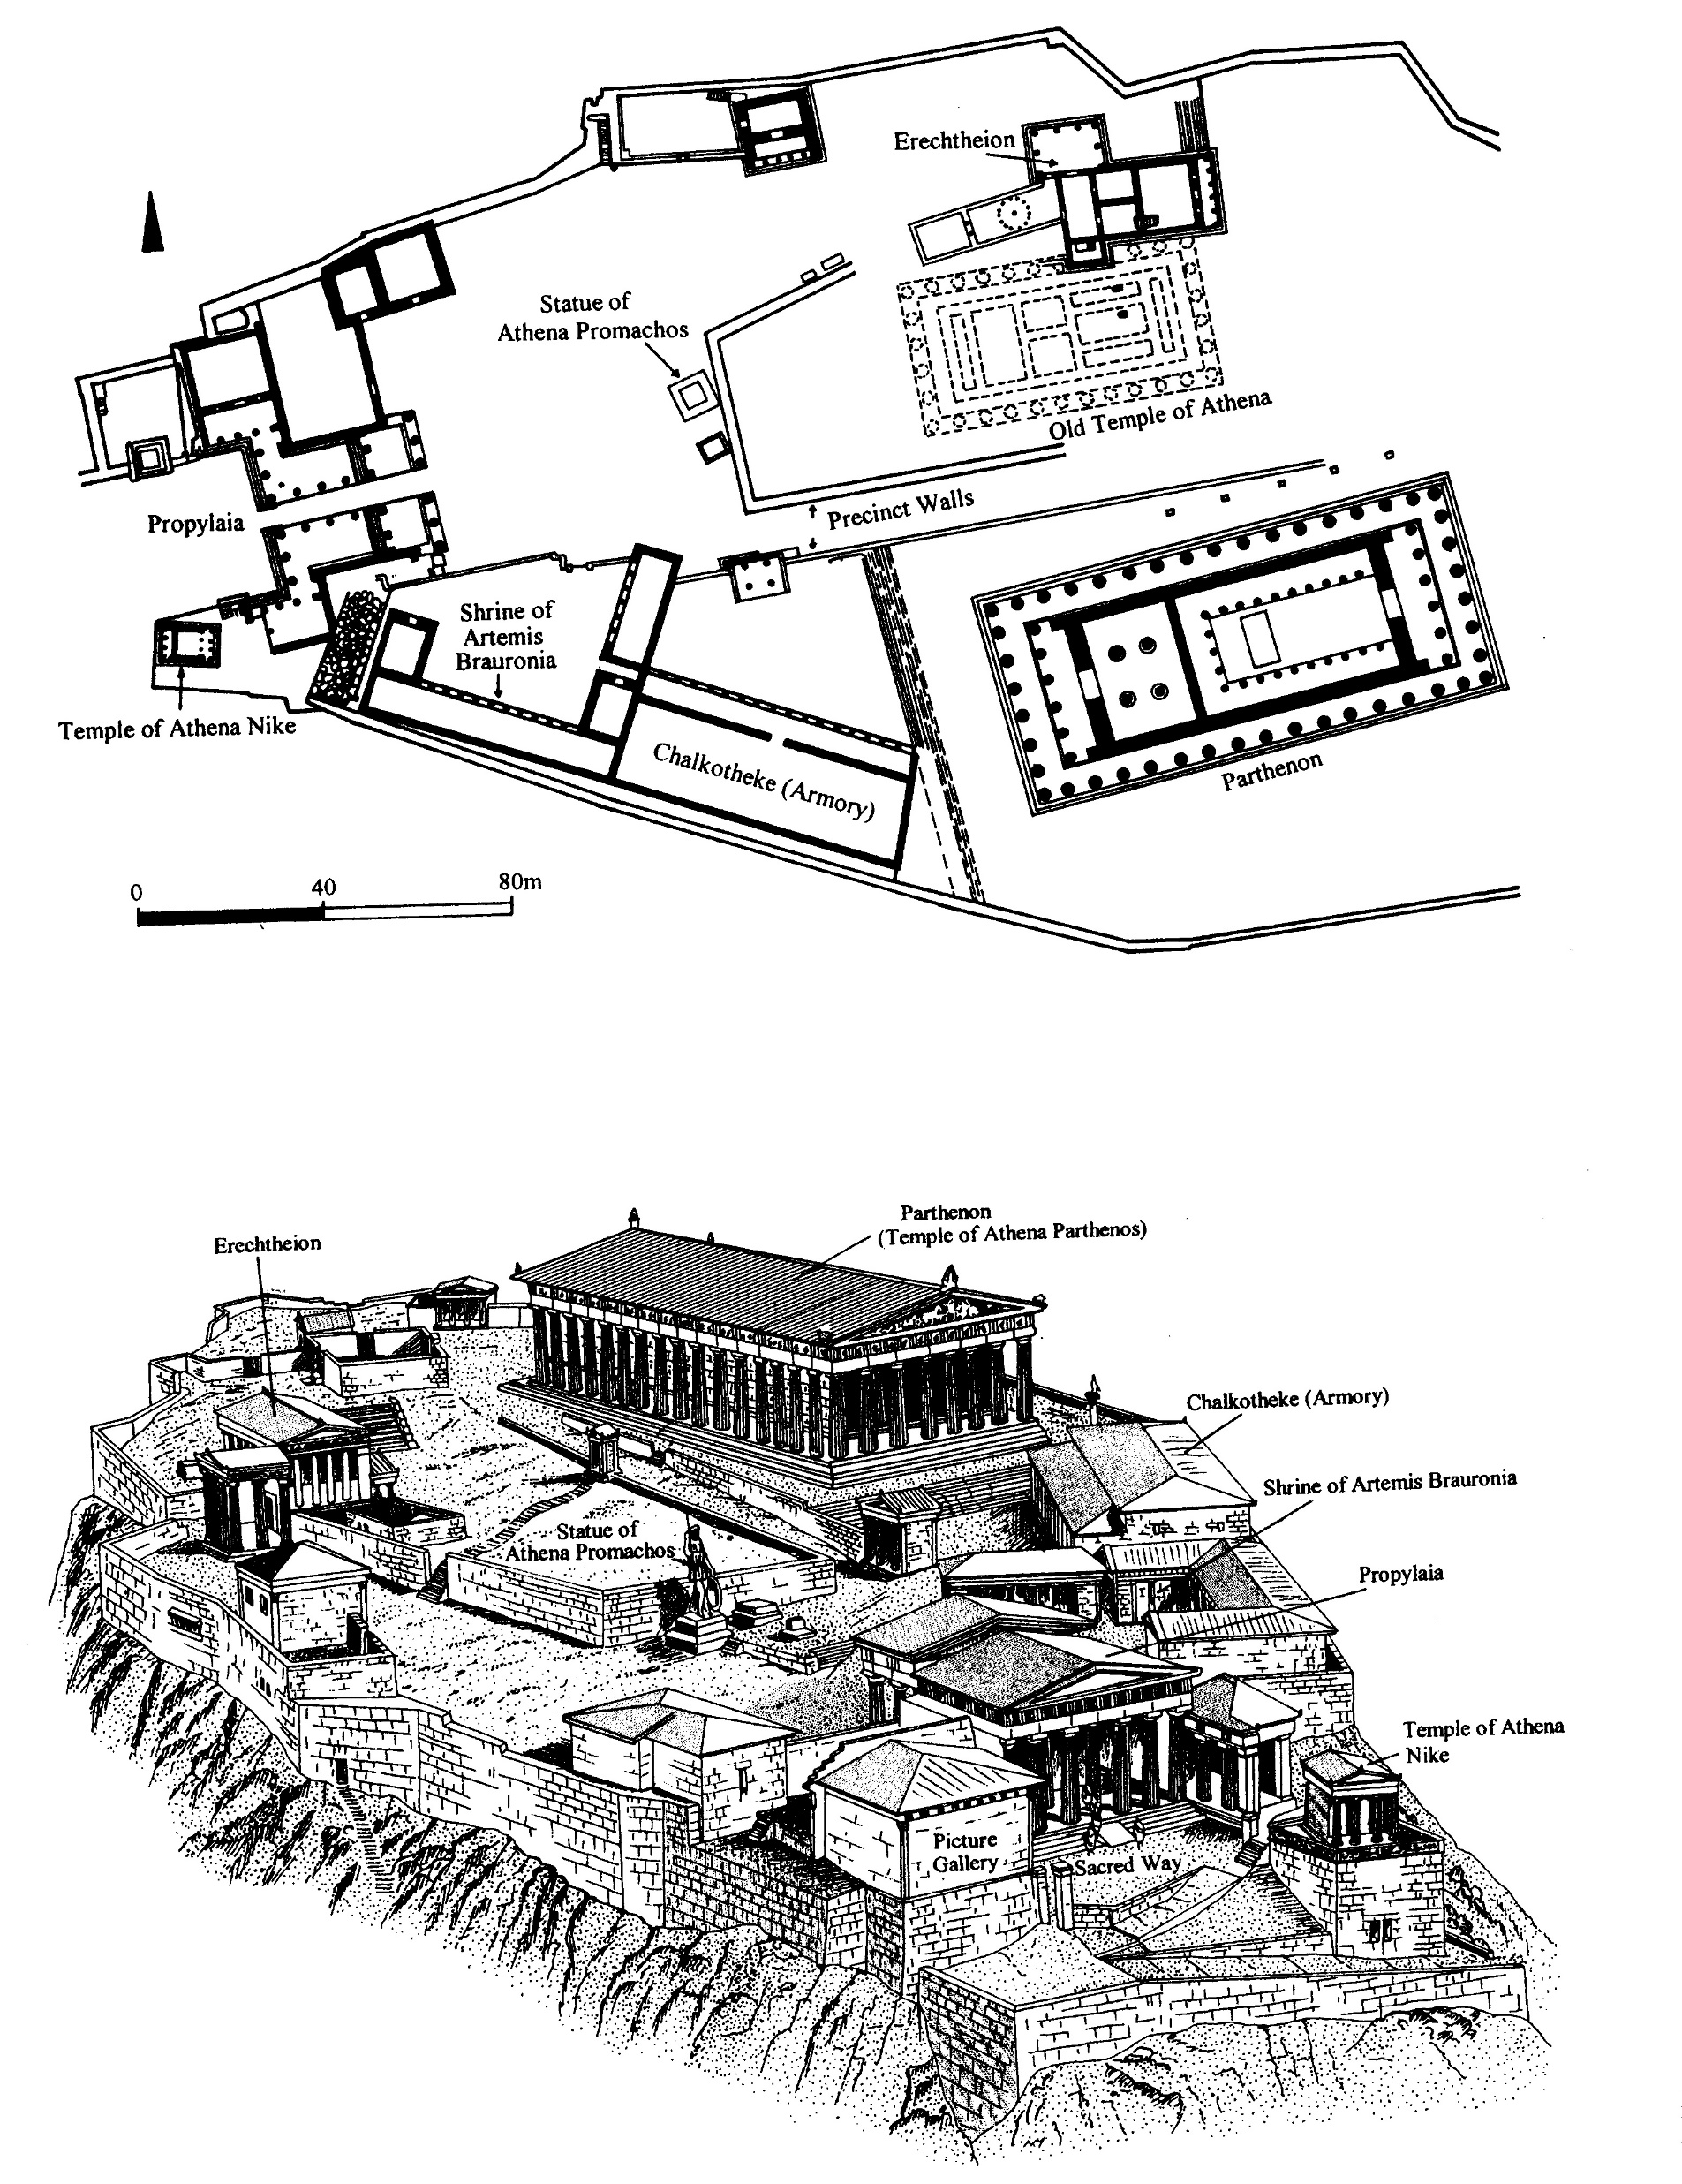 Erechtheion
Statue of
Athena Promachos
Old Temple of Athena
Precinct Walls
Propylaia
Shrine of
Artemis
Brauronia
Temple of Athena Nike
Chalkotheke (Armory)
Parthenon
0 40 80m
Parthenon
(Temple of Athena Parthenos)
Erechtheion
Chalkotheke (Armory)
Shrine of Artemis Brauronia
Statue of
Athena Promachos
Propylaia
Temple of Athena
Nike
Picture
Gallery
Sacred Way